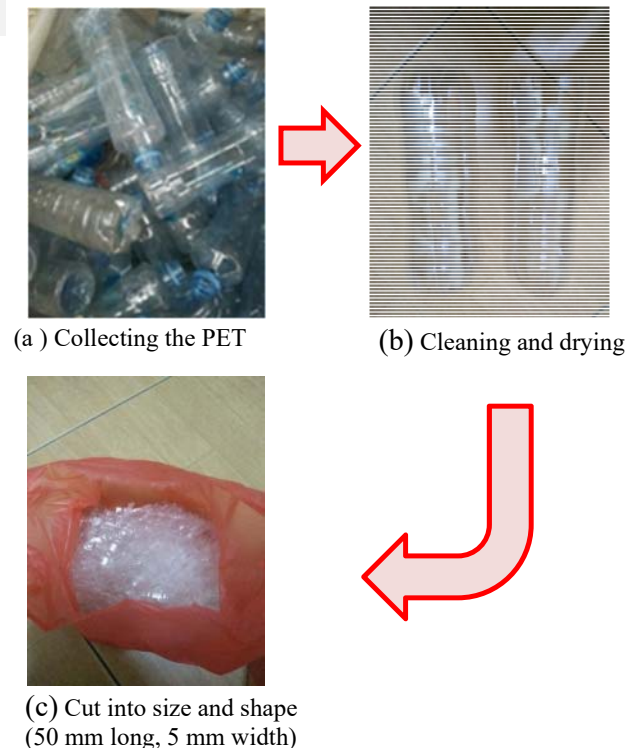 (a ) Collecting the PET
(b) Cleaning and drying
(c) Cut into size and shape
(50 mm long, 5 mm width)